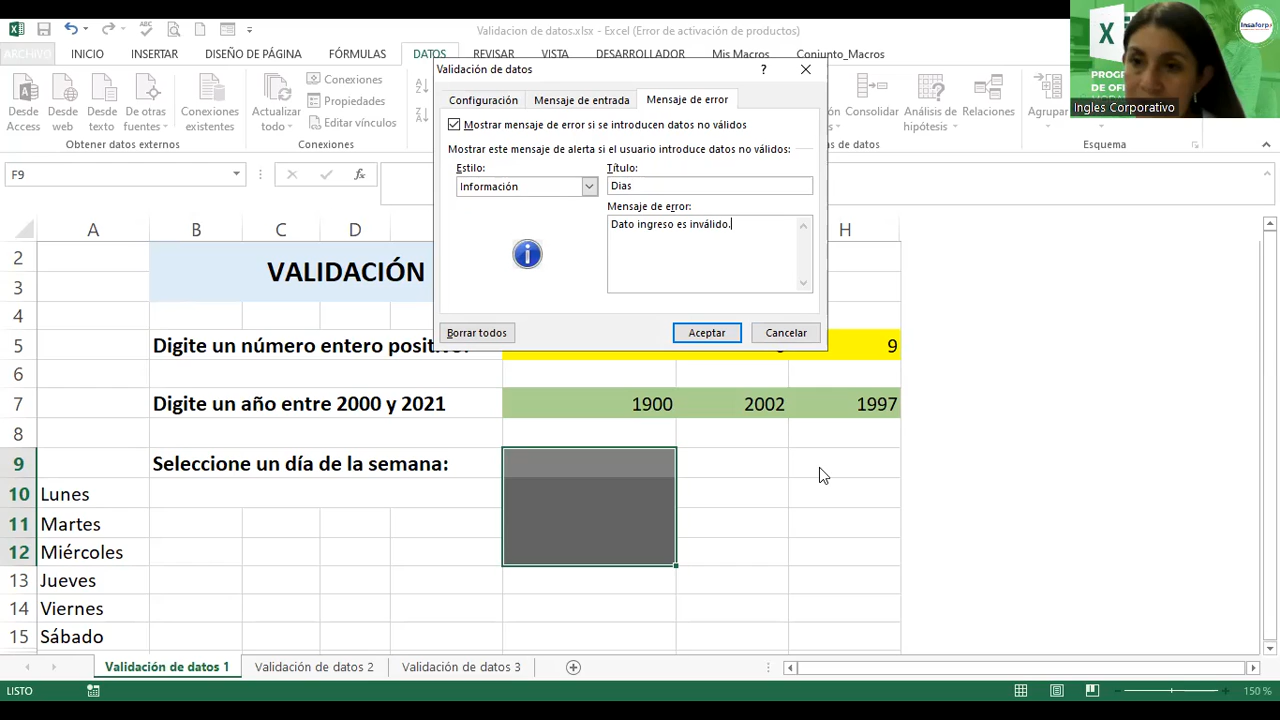 Validacion de datos.xlsx - Excel (Error de activación de productos)
ARCHIVO INICIO INSERTAR DISEÑO DE PÁGINA FÓRMULAS DATOS REVISAR VISTA DESARROLLADOR Mis Macros Conjunto_Macros
Desde Access
Desde web
Desde texto
De otras fuentes
Conexiones existentes
Actualizar todo
Conexiones
Propiedades
Editar vínculos
Consolidar
Análisis de hipótesis
Relaciones
Obtener datos externos
Conexiones
s de datos
Esquema
Insaforp
PROG
DE OFI
Ingles Corporativo
Validación de datos
?
Configuración Mensaje de entrada Mensaje de error
Mostrar mensaje de error si se introducen datos no válidos
Mostrar este mensaje de alerta si el usuario introduce datos no válidos:
Estilo:
Información
Título:
Dias
Mensaje de error:
Dato ingreso es inválido.
Borrar todos
Aceptar
Cancelar
F9
fx
A B C D H
2
VALIDACIÓN
3
4
5 Digite un número entero positivo: 9
6
7 Digite un año entre 2000 y 2021 1900 2002 1997
8
9 Seleccione un día de la semana:
10 Lunes
11 Martes
12 Miércoles
13 Jueves
14 Viernes
15 Sábado
Validación de datos 1 Validación de datos 2 Validación de datos 3
LISTO
150 %